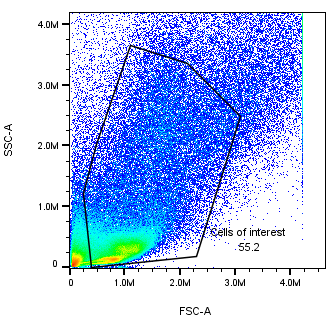 4.0M
3.0M
SSC-A
2.0M
1.0M
Cells of interest
55.2
0
0 1.0M 2.0M 3.0M 4.0M
FSC-A